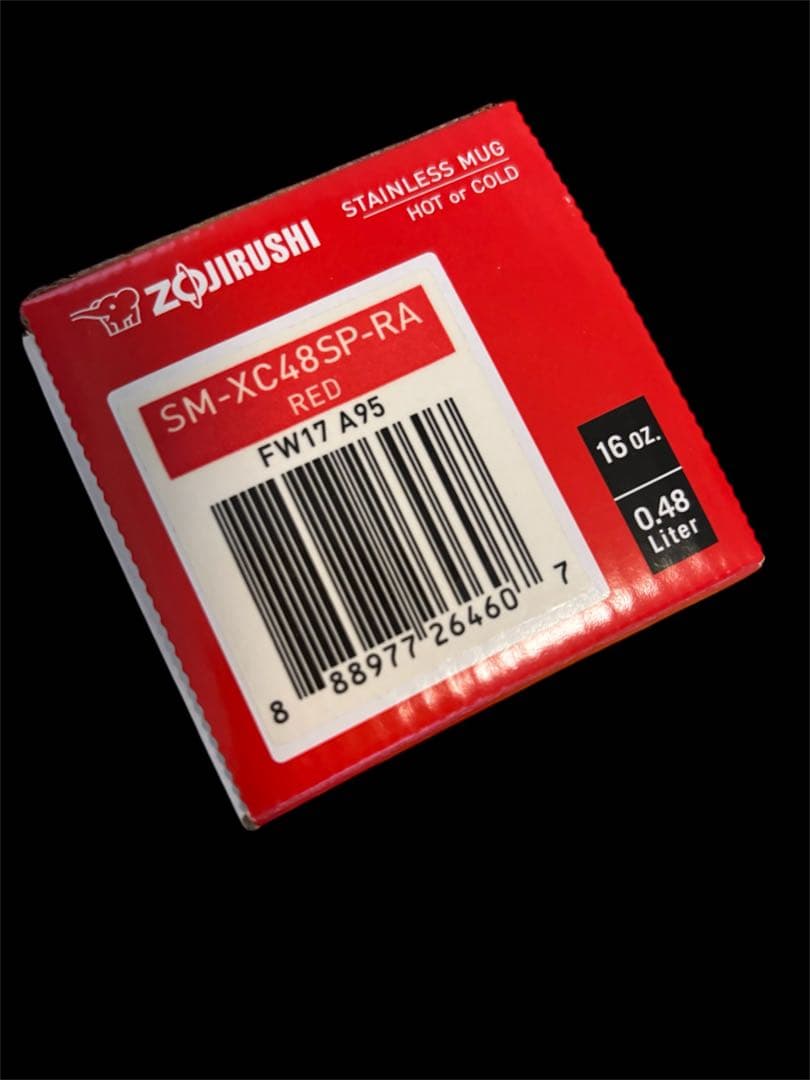 STAINLESS MUG
HOT or COLD
ZOJIRUSHI
SM-XC48SP-RA
RED
FW17 A95
16 oz.
0.48
Liter
8 88977 26460 7